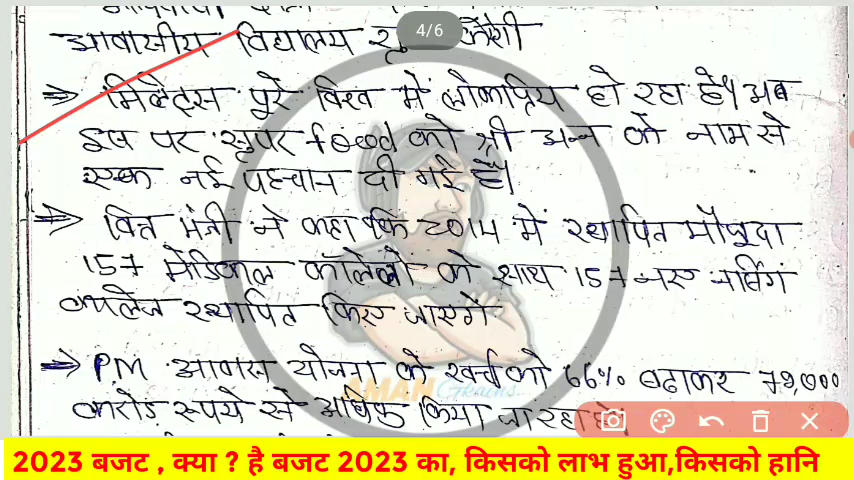 आवासीय विद्यालय
4/6
=> मिलेट्स पूरे विश्व में लोकप्रिय हो रहा है। अब
इस पर सुपर food को श्री अन्न के नाम से
एक नई पहचान दी गई है।
=> वित्त मंत्री ने कहा कि 2014 में स्थापित मौजूदा
157 मेडिकल कॉलेजों के साथ 157 नए नर्सिंग
कॉलेज स्थापित किए जाएंगे
=> PM आवास योजना के खर्च को 66% बढाकर 79,000
करोड रूपये से अधिक किया जा रहा है।
2023 बजट , क्या ? है बजट 2023 का, किसको लाभ हुआ,किसको हानि